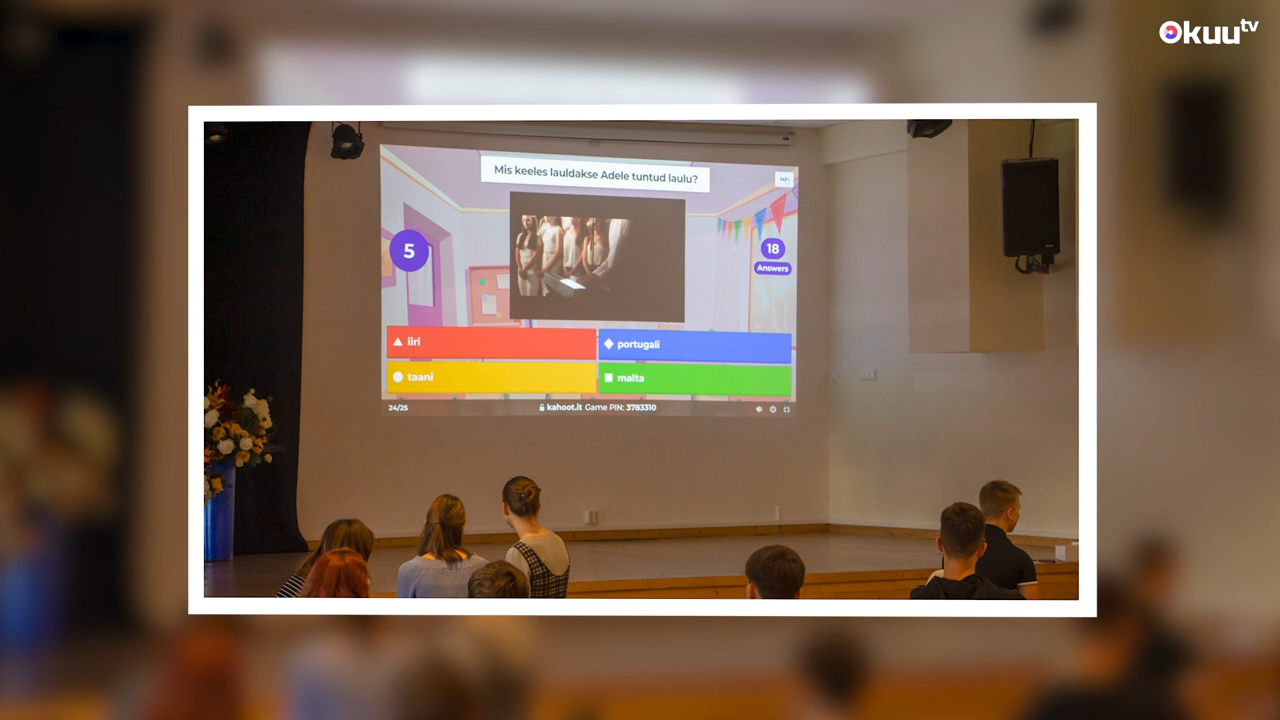 Okuu tv
Mis keeles lauldakse Adele tuntud laulu?
5
18
Answers
iiri
portugali
taani
malta
24/25
kahoot.it Game PIN: 3783310